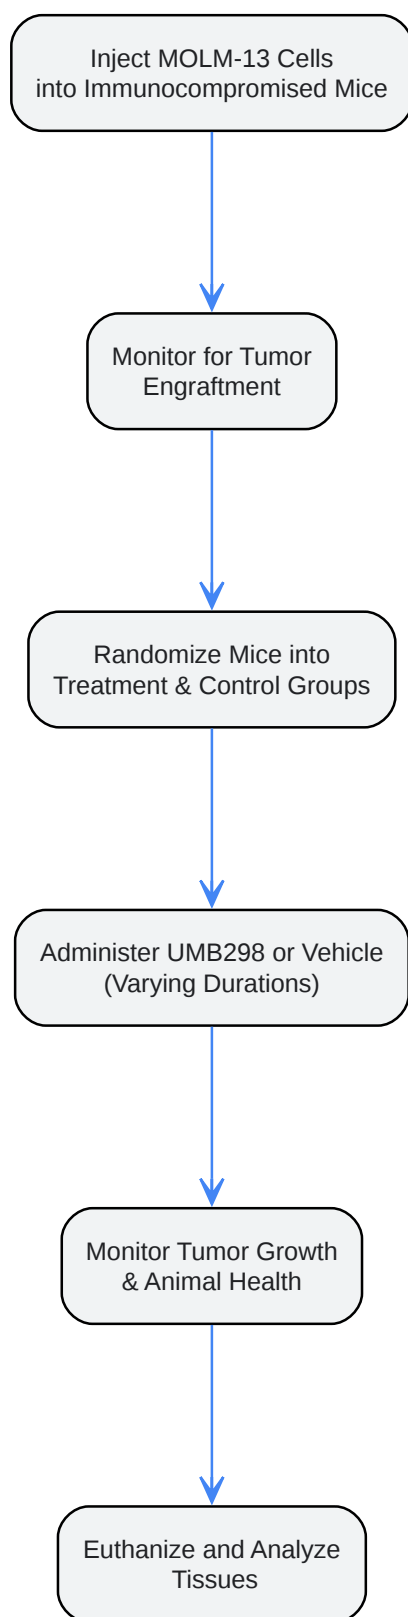 Inject MOLM-13 Cells
into Immunocompromised Mice
Monitor for Tumor
Engraftment
Randomize Mice into
Treatment & Control Groups
Administer UMB298 or Vehicle
(Varying Durations)
Monitor Tumor Growth
& Animal Health
Euthanize and Analyze
Tissues